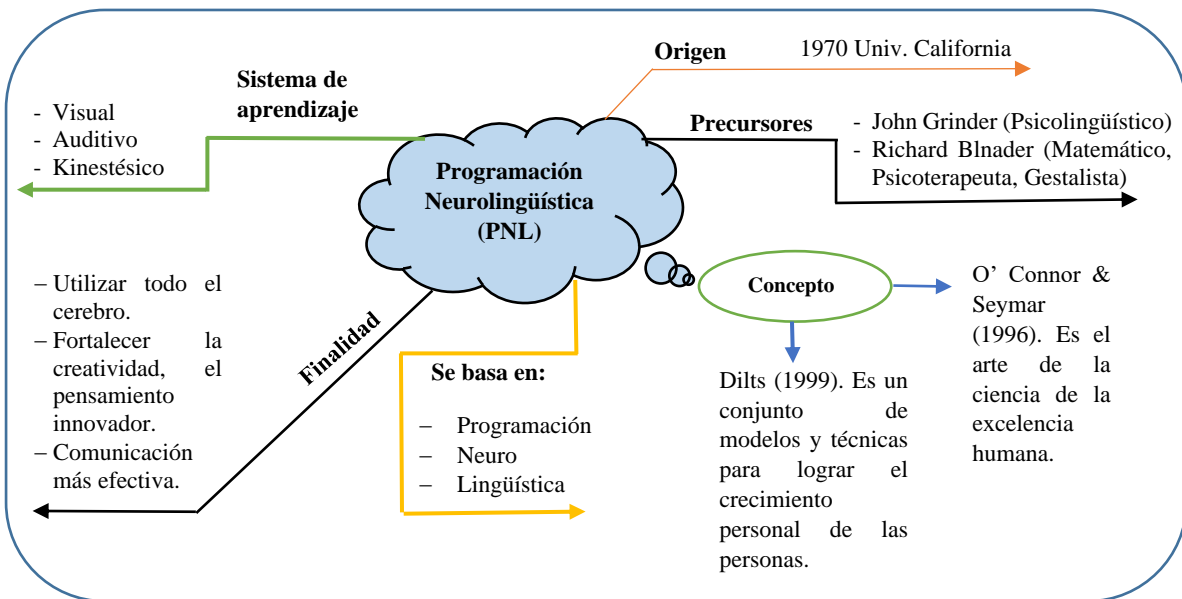 Programación
Neurolingüística
(PNL)
Origen
1970 Univ. California
Precursores
- John Grinder (Psicolingüístico)
- Richard Blnader (Matemático,
Psicoterapeuta, Gestalista)
Sistema de
aprendizaje
- Visual
- Auditivo
- Kinestésico
Finalidad
– Utilizar todo el
cerebro.
– Fortalecer la
creatividad, el
pensamiento
innovador.
– Comunicación
más efectiva.
Se basa en:
– Programación
– Neuro
– Lingüística
Concepto
Dilts (1999). Es un
conjunto de
modelos y técnicas
para lograr el
crecimiento
personal de las
personas.
O’ Connor &
Seymar
(1996). Es el
arte de la
ciencia de la
excelencia
humana.